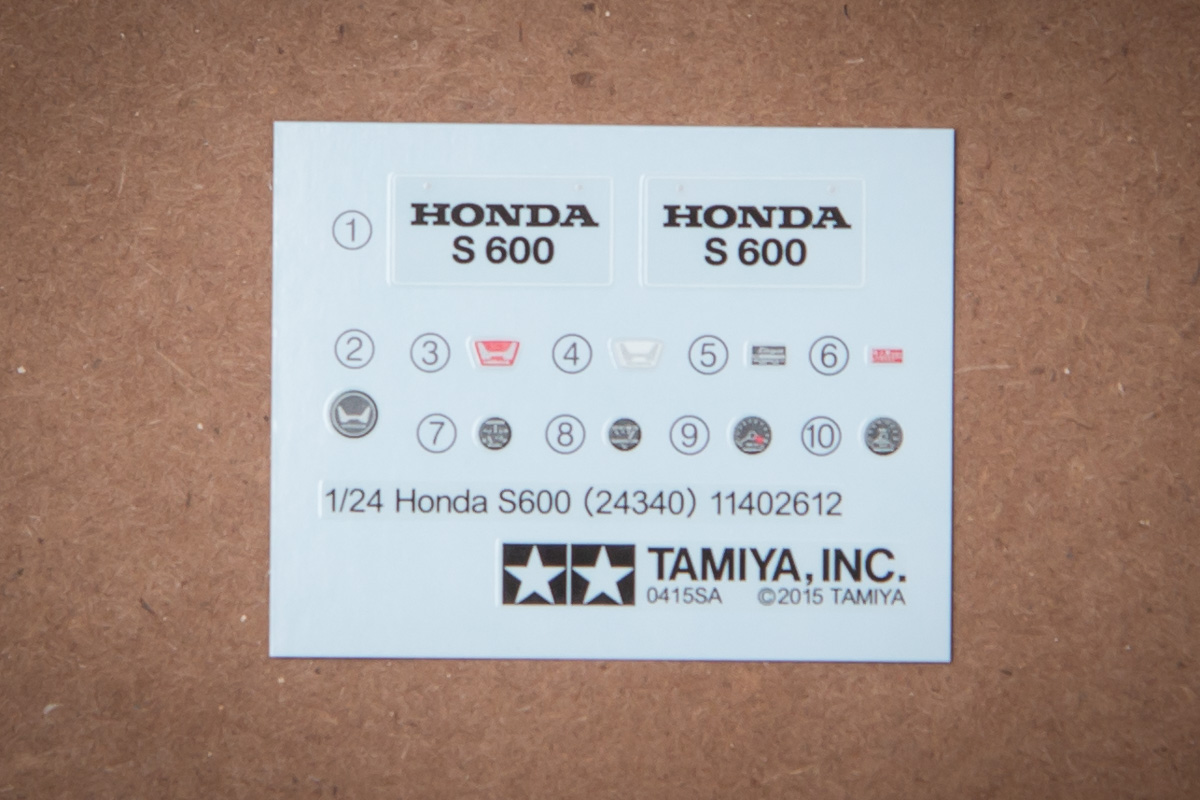 ① HONDA HONDA
S 600 S 600
② ③ ④ ⑤ ⑥
⑦ ⑧ ⑨ ⑩
1/24 Honda S600 (24340) 11402612
TAMIYA, INC.
0415SA ©2015 TAMIYA